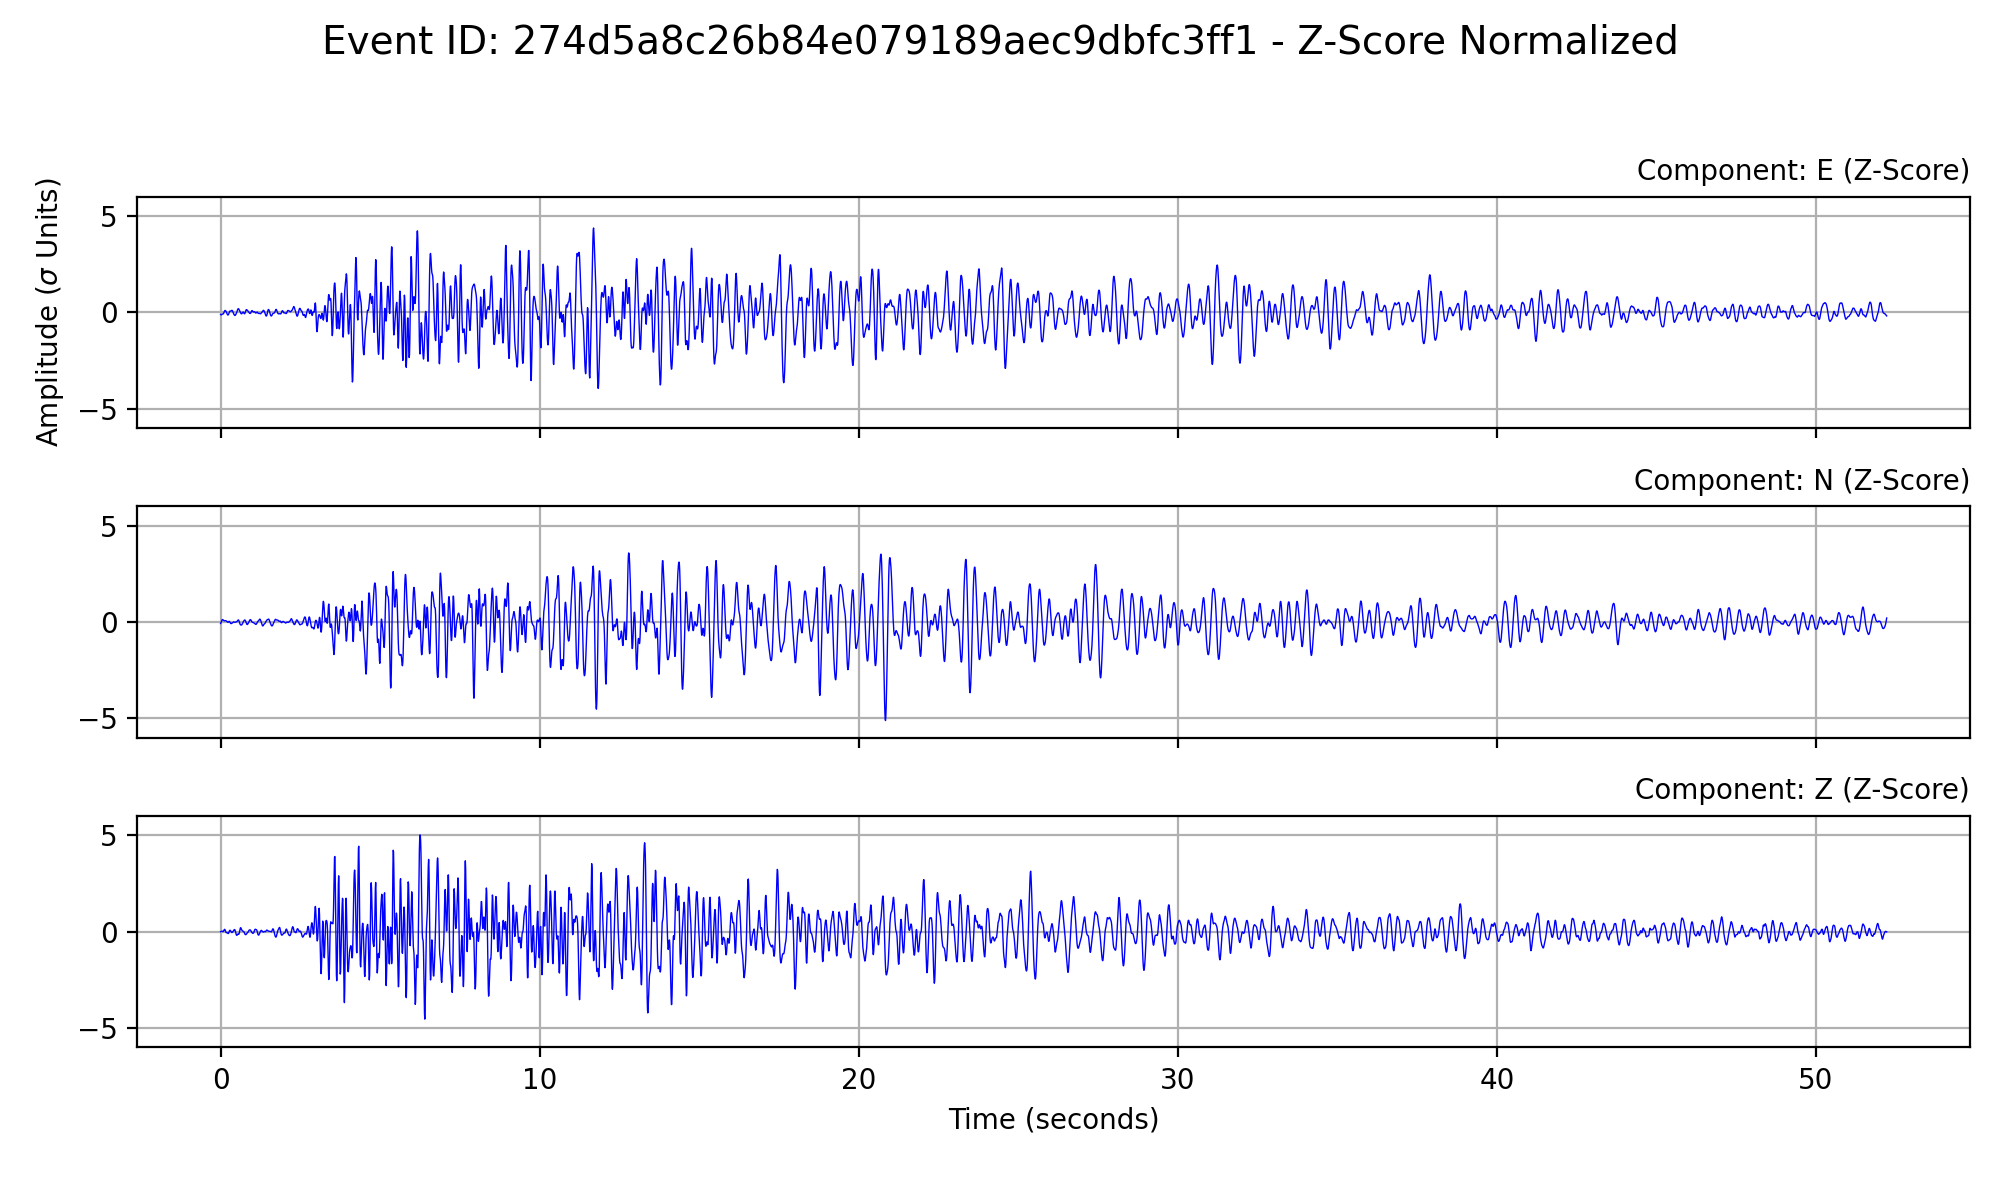 Event ID: 274d5a8c26b84e079189aec9dbfc3ff1 - Z-Score Normalized
Component: E (Z-Score)
Amplitude (σ Units)
5
0
−5
Component: N (Z-Score)
5
0
−5
Component: Z (Z-Score)
5
0
−5
0 10 20 30 40 50
Time (seconds)